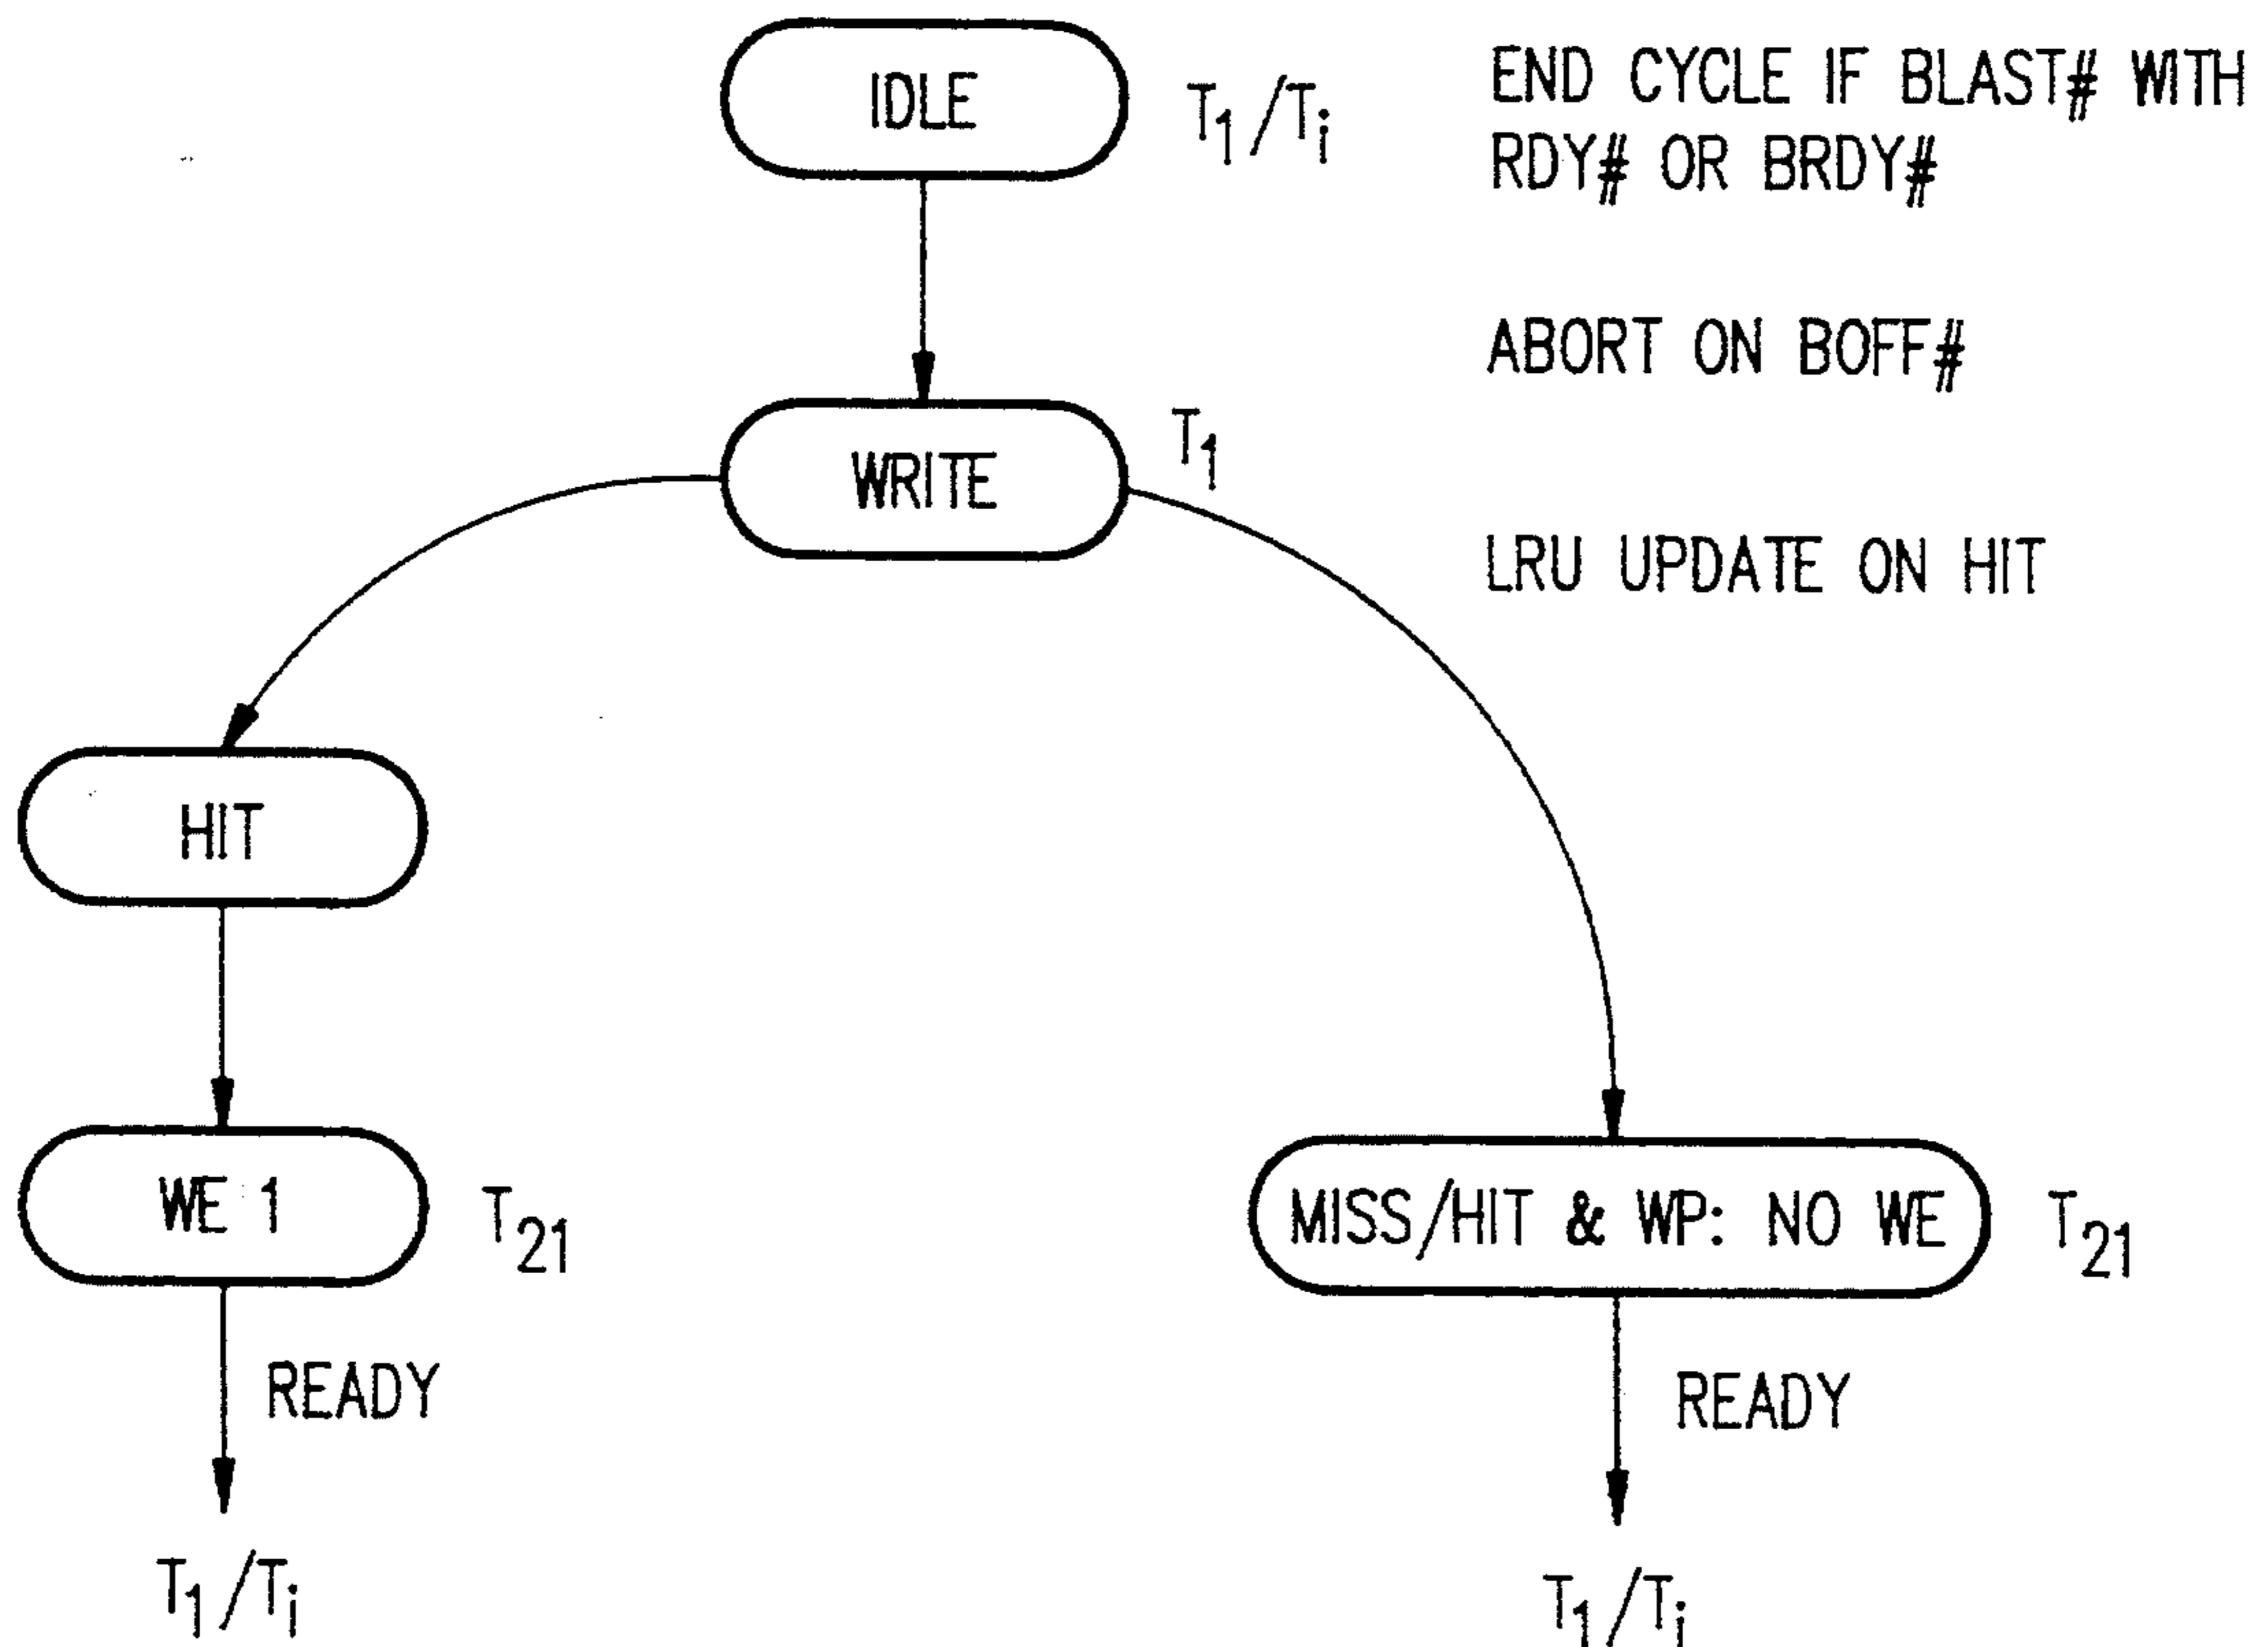 IDLE
T1/Ti
END CYCLE IF BLAST# WITH
RDY# OR BRDY#
ABORT ON BOFF#
WRITE
T1
LRU UPDATE ON HIT
HIT
WE 1
T21
MISS/HIT & WP: NO WE
T21
READY
READY
T1/Ti
T1/Ti